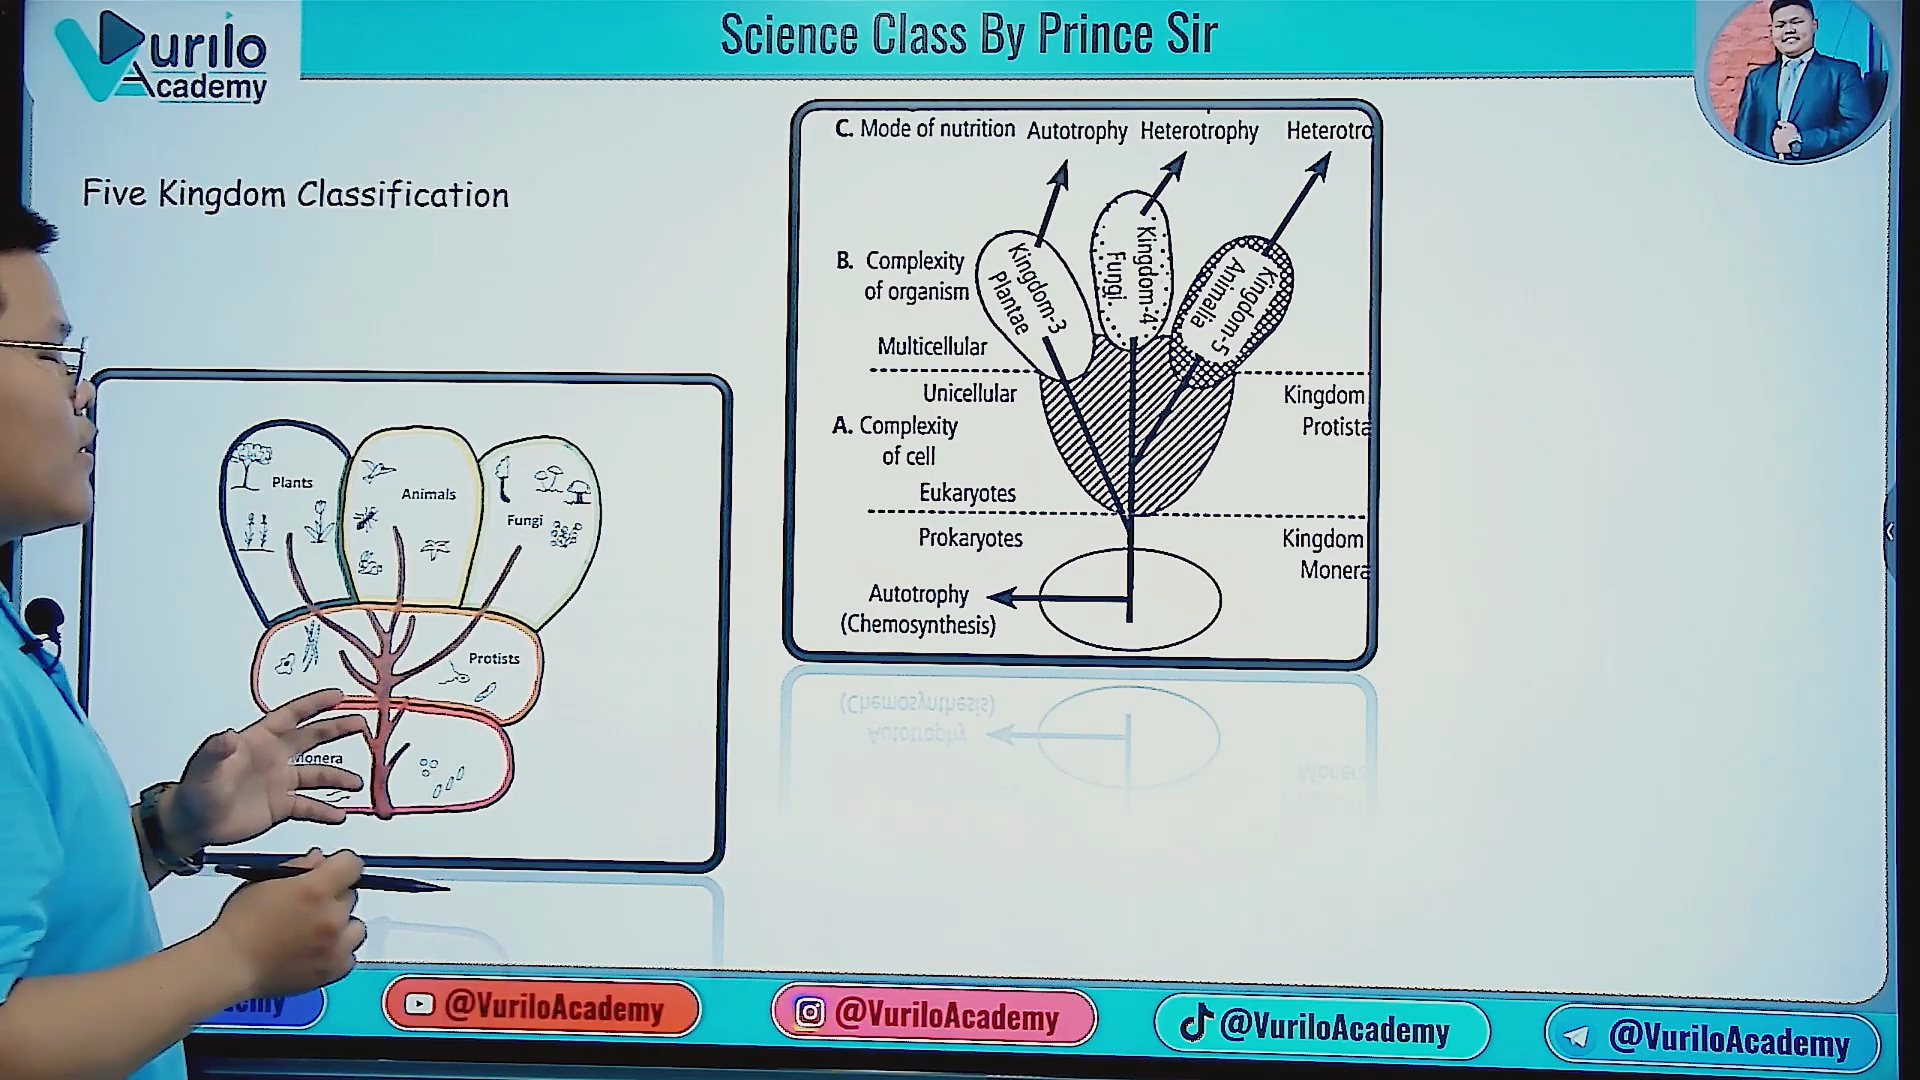 Vurilo
Academy
Science Class By Prince Sir
Five Kingdom Classification
Plants
Animals
Fungi
Protists
Monera
C. Mode of nutrition Autotrophy Heterotrophy Heterotro
B. Complexity
of organism
Kingdom-3
Plantae
Kingdom-4
Fungi
Kingdom-5
Animalia
Multicellular
Unicellular
Kingdom
Protista
A. Complexity
of cell
Eukaryotes
Prokaryotes
Kingdom
Monera
Autotrophy
(Chemosynthesis)
@VuriloAcademy
@VuriloAcademy
@VuriloAcademy
@VuriloAcademy